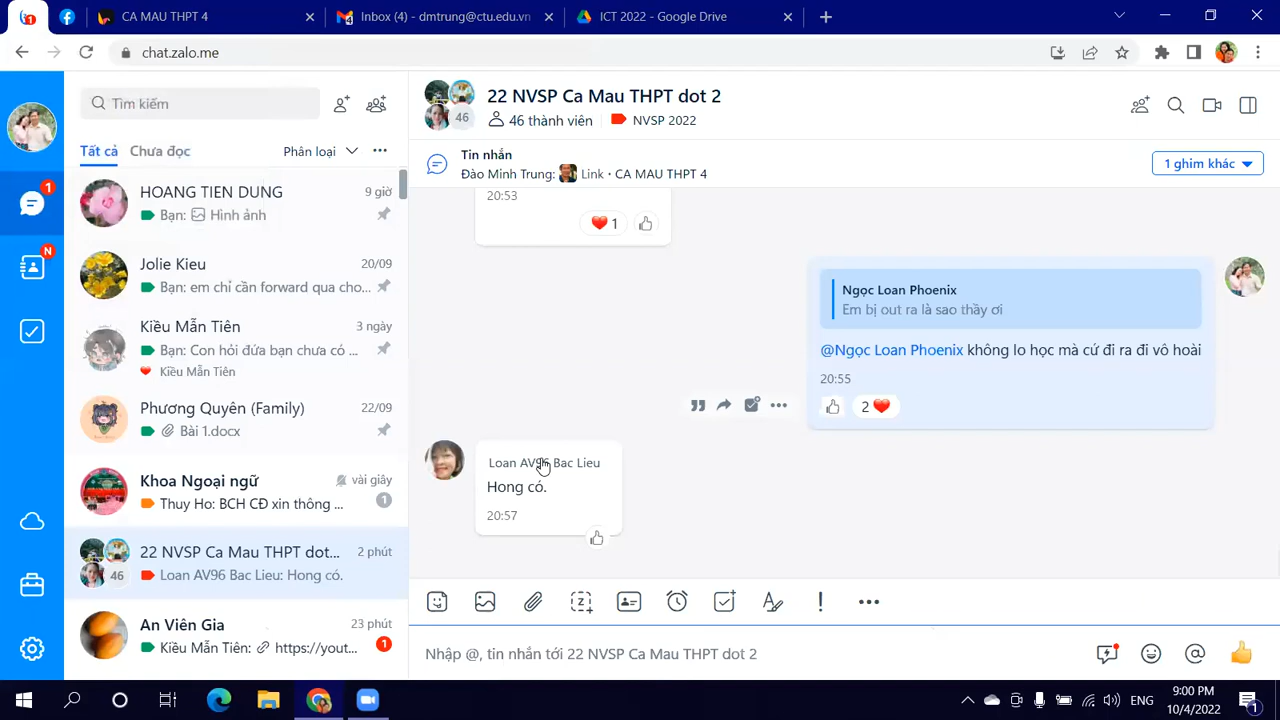 CA MAU THPT 4
Inbox (4) - dmtrung@ctu.edu.vn
ICT 2022 - Google Drive
chat.zalo.me
Tìm kiếm
Tất cả
Chưa đọc
Phân loại
HOANG TIEN DUNG
9 giờ
Bạn: Hình ảnh
Jolie Kieu
20/09
Bạn: em chỉ cần forward qua cho...
Kiều Mẫn Tiên
3 ngày
Bạn: Con hỏi đứa bạn chưa có ...
Kiều Mẫn Tiên
Phương Quyên (Family)
22/09
Bài 1.docx
Khoa Ngoại ngữ
vài giây
Thuy Ho: BCH CĐ xin thông ...
1
22 NVSP Ca Mau THPT dot...
2 phút
46
Loan AV96 Bac Lieu: Hong có.
An Viên Gia
23 phút
Kiều Mẫn Tiên: https://yout...
1
1
N
22 NVSP Ca Mau THPT dot 2
46
46 thành viên
NVSP 2022
Tin nhắn
Đào Minh Trung: Link • CA MAU THPT 4
1 ghim khác
20:53
1
Ngọc Loan Phoenix
Em bị out ra là sao thầy ơi
@Ngọc Loan Phoenix không lo học mà cứ đi ra đi vô hoài
20:55
2
Loan AV96 Bac Lieu
Hong có.
20:57
Nhập @, tin nhắn tới 22 NVSP Ca Mau THPT dot 2
ENG
9:00 PM
10/4/2022
1